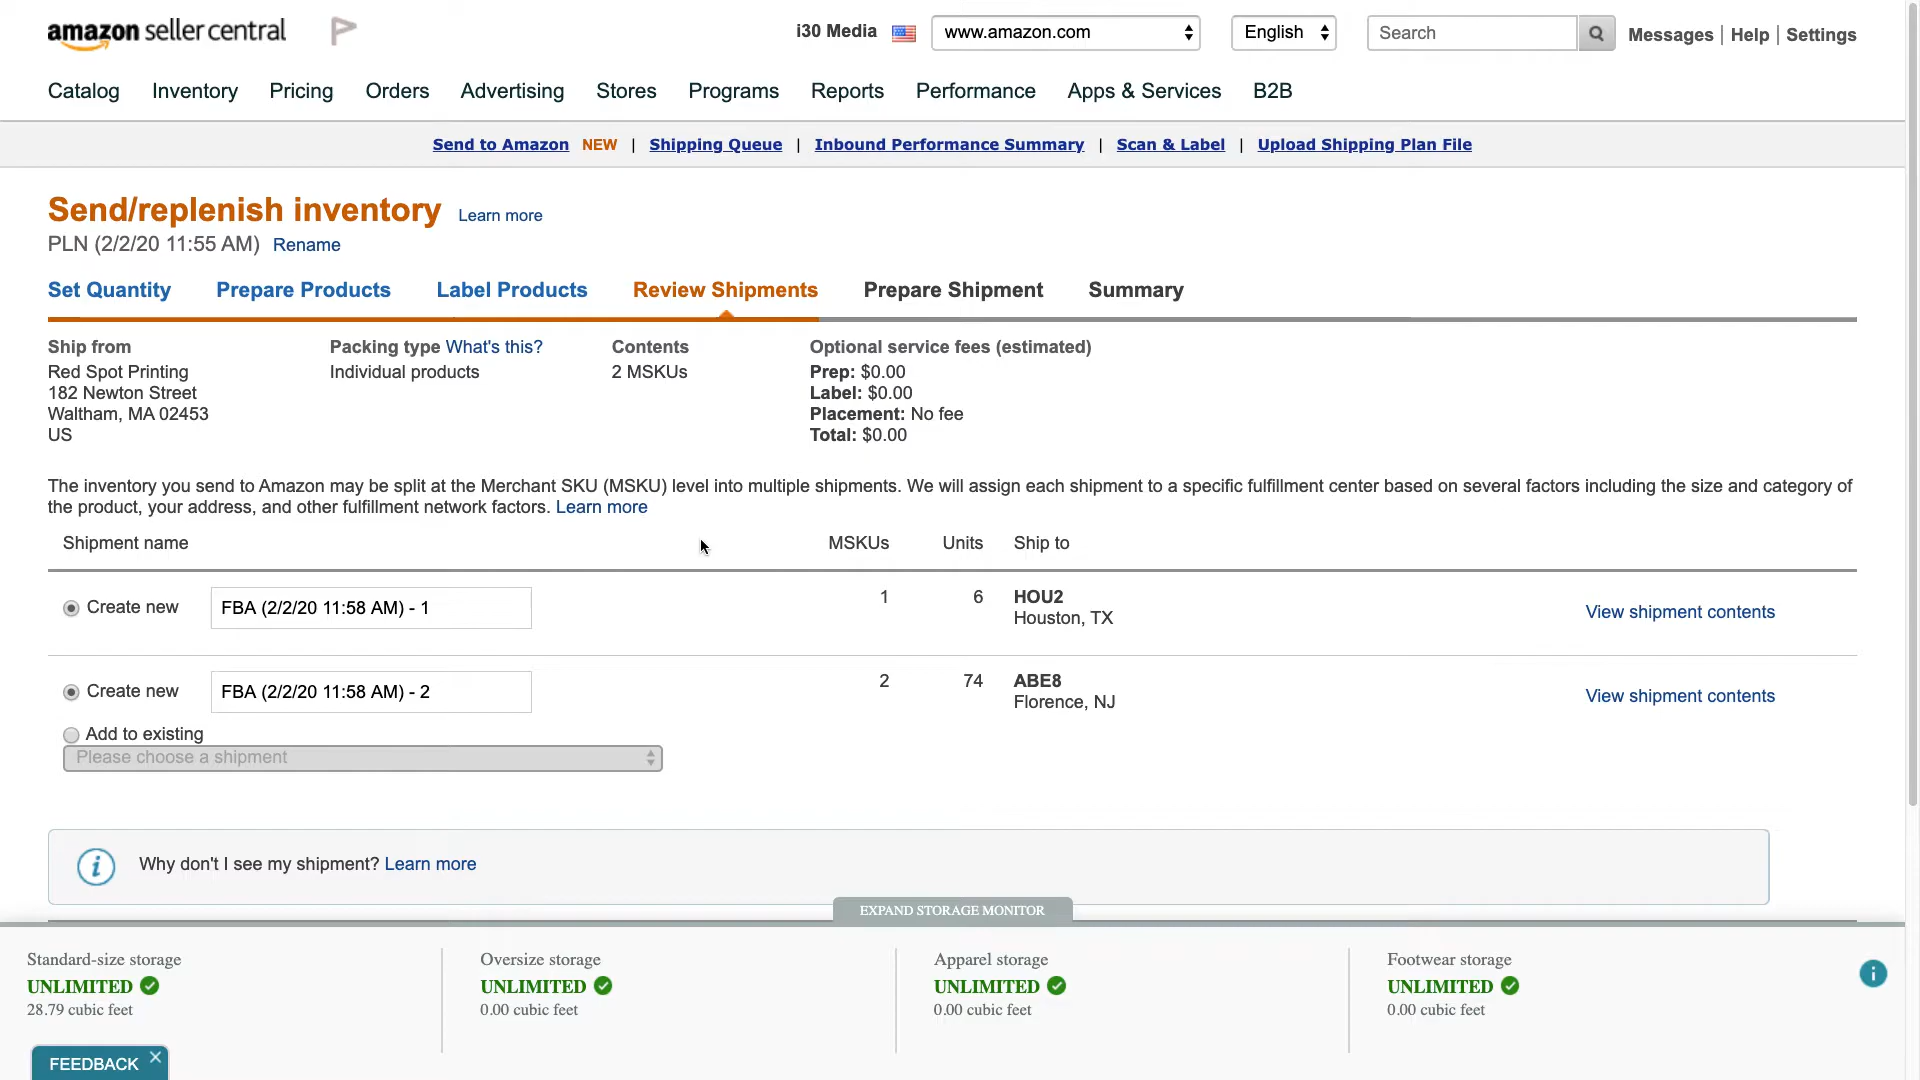 amazon seller central
i30 Media
www.amazon.com
English
Search
Messages | Help | Settings
Catalog Inventory Pricing Orders Advertising Stores Programs Reports Performance Apps & Services B2B
Send to Amazon NEW | Shipping Queue | Inbound Performance Summary | Scan & Label | Upload Shipping Plan File
Send/replenish inventory Learn more
PLN (2/2/20 11:55 AM) Rename
Set Quantity Prepare Products Label Products Review Shipments Prepare Shipment Summary
Ship from
Red Spot Printing
182 Newton Street
Waltham, MA 02453
US
Packing type What's this?
Individual products
Contents
2 MSKUs
Optional service fees (estimated)
Prep: $0.00
Label: $0.00
Placement: No fee
Total: $0.00
The inventory you send to Amazon may be split at the Merchant SKU (MSKU) level into multiple shipments. We will assign each shipment to a specific fulfillment center based on several factors including the size and category of
the product, your address, and other fulfillment network factors. Learn more
Shipment name MSKUs Units Ship to
Create new FBA (2/2/20 11:58 AM) - 1 1 6 HOU2
Houston, TX
View shipment contents
Create new FBA (2/2/20 11:58 AM) - 2 2 74 ABE8
Florence, NJ
View shipment contents
Add to existing
Please choose a shipment
i Why don't I see my shipment? Learn more
EXPAND STORAGE MONITOR
Standard-size storage
UNLIMITED
28.79 cubic feet
Oversize storage
UNLIMITED
0.00 cubic feet
Apparel storage
UNLIMITED
0.00 cubic feet
Footwear storage
UNLIMITED
0.00 cubic feet
i
FEEDBACK